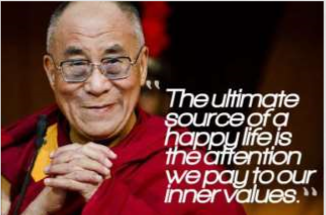 "The ultimate
source of a
happy life is
the attention
we pay to our
inner values."